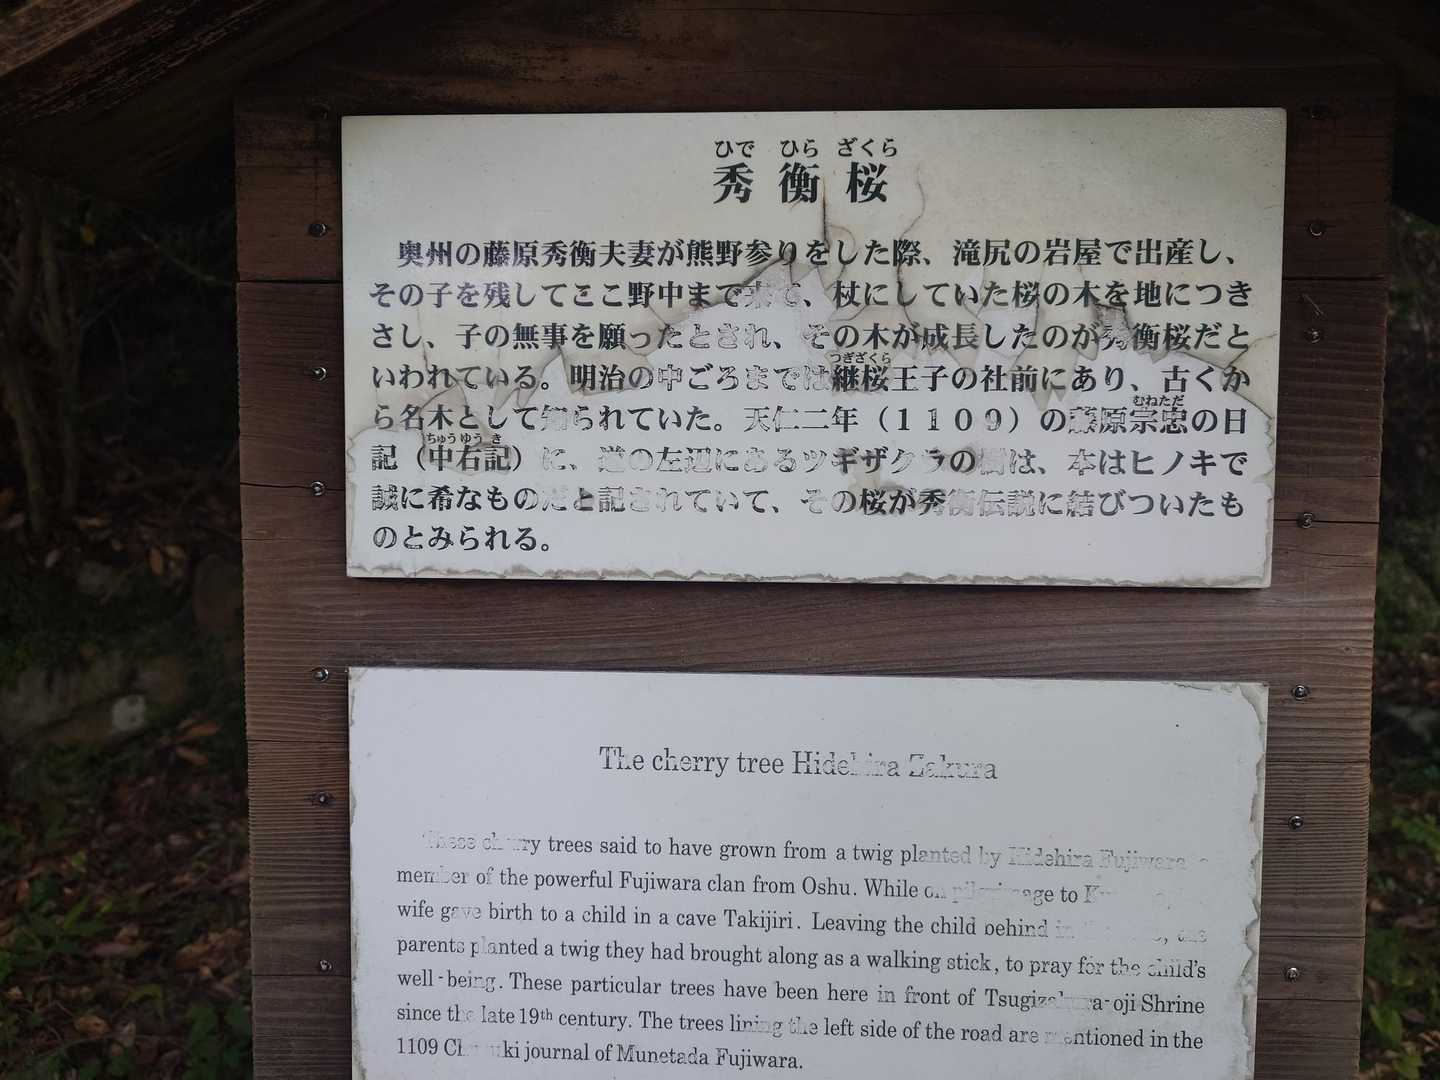 ひで ひら ざくら
秀衡桜
奥州の藤原秀衡夫妻が熊野参りをした際、滝尻の岩屋で出産し、
その子を残してここ野中まで来て、杖にしていた桜の木を地につき
さし、子の無事を願ったとされ、その木が成長したのが秀衡桜だと
つぎざくら
いわれている。明治の中ごろまでは継桜王子の社前にあり、古くか
むねただ
ら名木として知られていた。天仁二年（1109）の藤原宗忠の日
ちゅうゆうき
記（中右記）に、道の左辺にあるツギザクラの樹は、本はヒノキで
誠に希なものだと記されていて、その桜が秀衡伝説に結びついたも
のとみられる。
The cherry tree Hidehira Zakura
These cherry trees said to have grown from a twig planted by Hidehira Fujiwara
member of the powerful Fujiwara clan from Oshu. While on pilgrimage to
wife gave birth to a child in a cave Takijiri. Leaving the child behind in
parents planted a twig they had brought along as a walking stick, to pray for the child's
well-being. These particular trees have been here in front of Tsugizakura-oji Shrine
since the late 19th century. The trees lining the left side of the road are mentioned in the
1109 journal of Munetada Fujiwara.